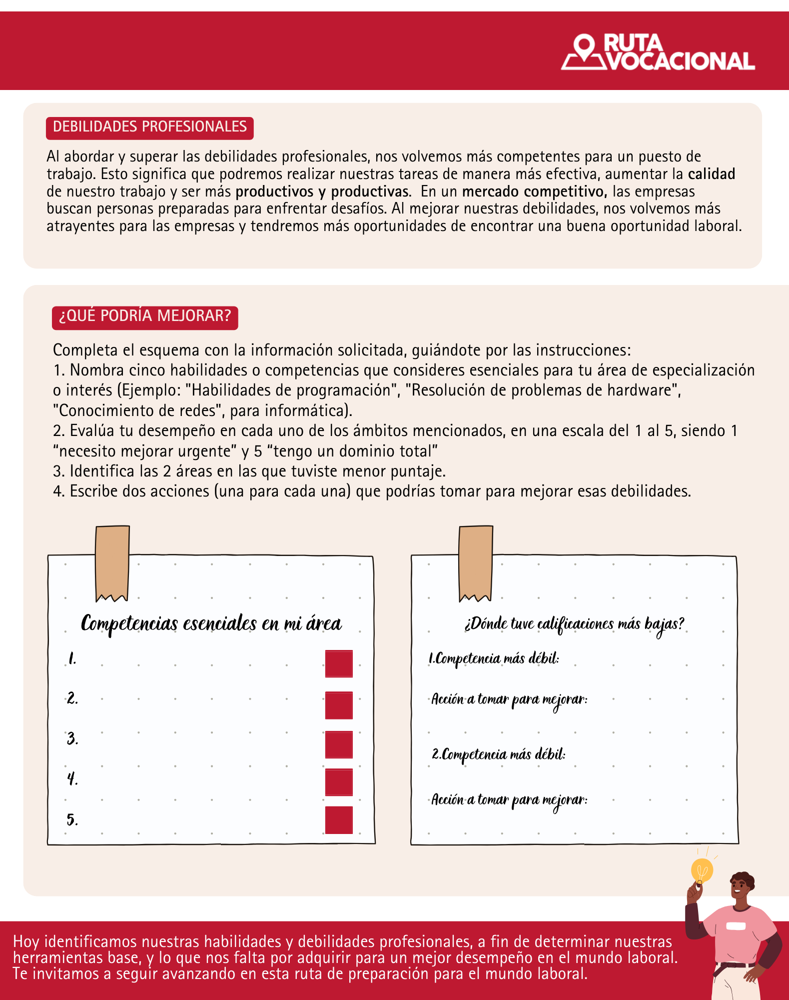 RUTA
VOCACIONAL
DEBILIDADES PROFESIONALES
Al abordar y superar las debilidades profesionales, nos volvemos más competentes para un puesto de
trabajo. Esto significa que podremos realizar nuestras tareas de manera más efectiva, aumentar la calidad
de nuestro trabajo y ser más productivos y productivas. En un mercado competitivo, las empresas
buscan personas preparadas para enfrentar desafíos. Al mejorar nuestras debilidades, nos volvemos más
atrayentes para las empresas y tendremos más oportunidades de encontrar una buena oportunidad laboral.
¿QUÉ PODRÍA MEJORAR?
Completa el esquema con la información solicitada, guiándote por las instrucciones:
1. Nombra cinco habilidades o competencias que consideres esenciales para tu área de especialización
o interés (Ejemplo: "Habilidades de programación", "Resolución de problemas de hardware",
"Conocimiento de redes", para informática).
2. Evalúa tu desempeño en cada uno de los ámbitos mencionados, en una escala del 1 al 5, siendo 1
“necesito mejorar urgente” y 5 “tengo un dominio total”
3. Identifica las 2 áreas en las que tuviste menor puntaje.
4. Escribe dos acciones (una para cada una) que podrías tomar para mejorar esas debilidades.
Competencias esenciales en mi área
1.
2.
3.
4.
5.
¿Dónde tuve calificaciones más bajas?
1.Competencia más débil:
Acción a tomar para mejorar:
2.Competencia más débil:
Acción a tomar para mejorar:
Hoy identificamos nuestras habilidades y debilidades profesionales, a fin de determinar nuestras
herramientas base, y lo que nos falta por adquirir para un mejor desempeño en el mundo laboral.
Te invitamos a seguir avanzando en esta ruta de preparación para el mundo laboral.